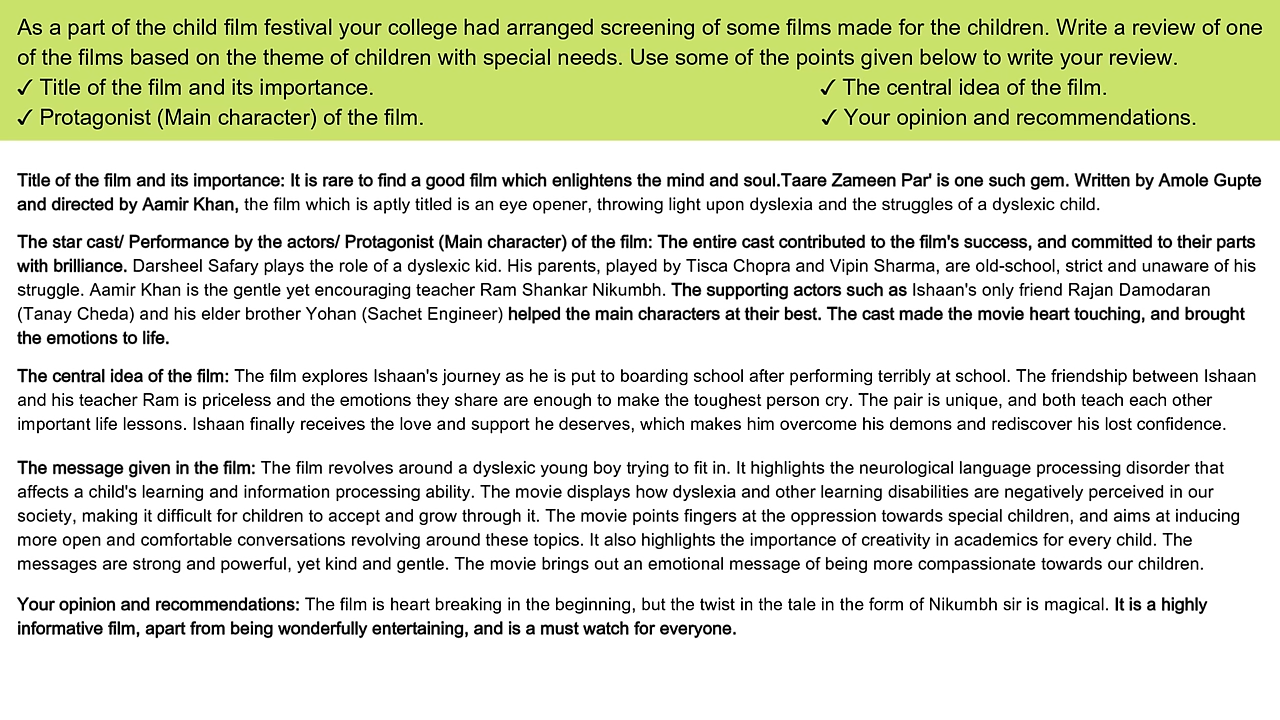 As a part of the child film festival your college had arranged screening of some films made for the children. Write a review of one
of the films based on the theme of children with special needs. Use some of the points given below to write your review.
✓ Title of the film and its importance. ✓ The central idea of the film.
✓ Protagonist (Main character) of the film. ✓ Your opinion and recommendations.
Title of the film and its importance: It is rare to find a good film which enlightens the mind and soul.Taare Zameen Par' is one such gem. Written by Amole Gupte
and directed by Aamir Khan, the film which is aptly titled is an eye opener, throwing light upon dyslexia and the struggles of a dyslexic child.
The star cast/ Performance by the actors/ Protagonist (Main character) of the film: The entire cast contributed to the film's success, and committed to their parts
with brilliance. Darsheel Safary plays the role of a dyslexic kid. His parents, played by Tisca Chopra and Vipin Sharma, are old-school, strict and unaware of his
struggle. Aamir Khan is the gentle yet encouraging teacher Ram Shankar Nikumbh. The supporting actors such as Ishaan's only friend Rajan Damodaran
(Tanay Cheda) and his elder brother Yohan (Sachet Engineer) helped the main characters at their best. The cast made the movie heart touching, and brought
the emotions to life.
The central idea of the film: The film explores Ishaan's journey as he is put to boarding school after performing terribly at school. The friendship between Ishaan
and his teacher Ram is priceless and the emotions they share are enough to make the toughest person cry. The pair is unique, and both teach each other
important life lessons. Ishaan finally receives the love and support he deserves, which makes him overcome his demons and rediscover his lost confidence.
The message given in the film: The film revolves around a dyslexic young boy trying to fit in. It highlights the neurological language processing disorder that
affects a child's learning and information processing ability. The movie displays how dyslexia and other learning disabilities are negatively perceived in our
society, making it difficult for children to accept and grow through it. The movie points fingers at the oppression towards special children, and aims at inducing
more open and comfortable conversations revolving around these topics. It also highlights the importance of creativity in academics for every child. The
messages are strong and powerful, yet kind and gentle. The movie brings out an emotional message of being more compassionate towards our children.
Your opinion and recommendations: The film is heart breaking in the beginning, but the twist in the tale in the form of Nikumbh sir is magical. It is a highly
informative film, apart from being wonderfully entertaining, and is a must watch for everyone.